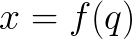 x = f(q)